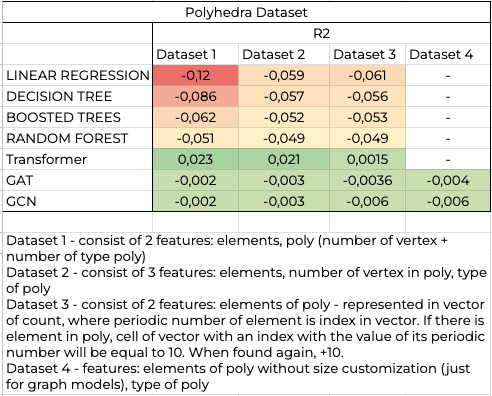 Polyhedra Dataset
R2
Dataset 1 Dataset 2 Dataset 3 Dataset 4
LINEAR REGRESSION -0,12 -0,059 -0,061 -
DECISION TREE -0,086 -0,057 -0,056 -
BOOSTED TREES -0,062 -0,052 -0,053 -
RANDOM FOREST -0,051 -0,049 -0,049 -
Transformer 0,023 0,021 0,0015 -
GAT -0,002 -0,003 -0,0036 -0,004
GCN -0,002 -0,003 -0,006 -0,006
Dataset 1 - consist of 2 features: elements, poly (number of vertex +
number of type poly)
Dataset 2 - consist of 3 features: elements, number of vertex in poly, type
of poly
Dataset 3 - consist of 2 features: elements of poly - represented in vector
of count, where periodic number of element is index in vector. If there is
element in poly, cell of vector with an index with the value of its periodic
number will be equal to 10. When found again, +10.
Dataset 4 - features: elements of poly without size customization (just
for graph models), type of poly